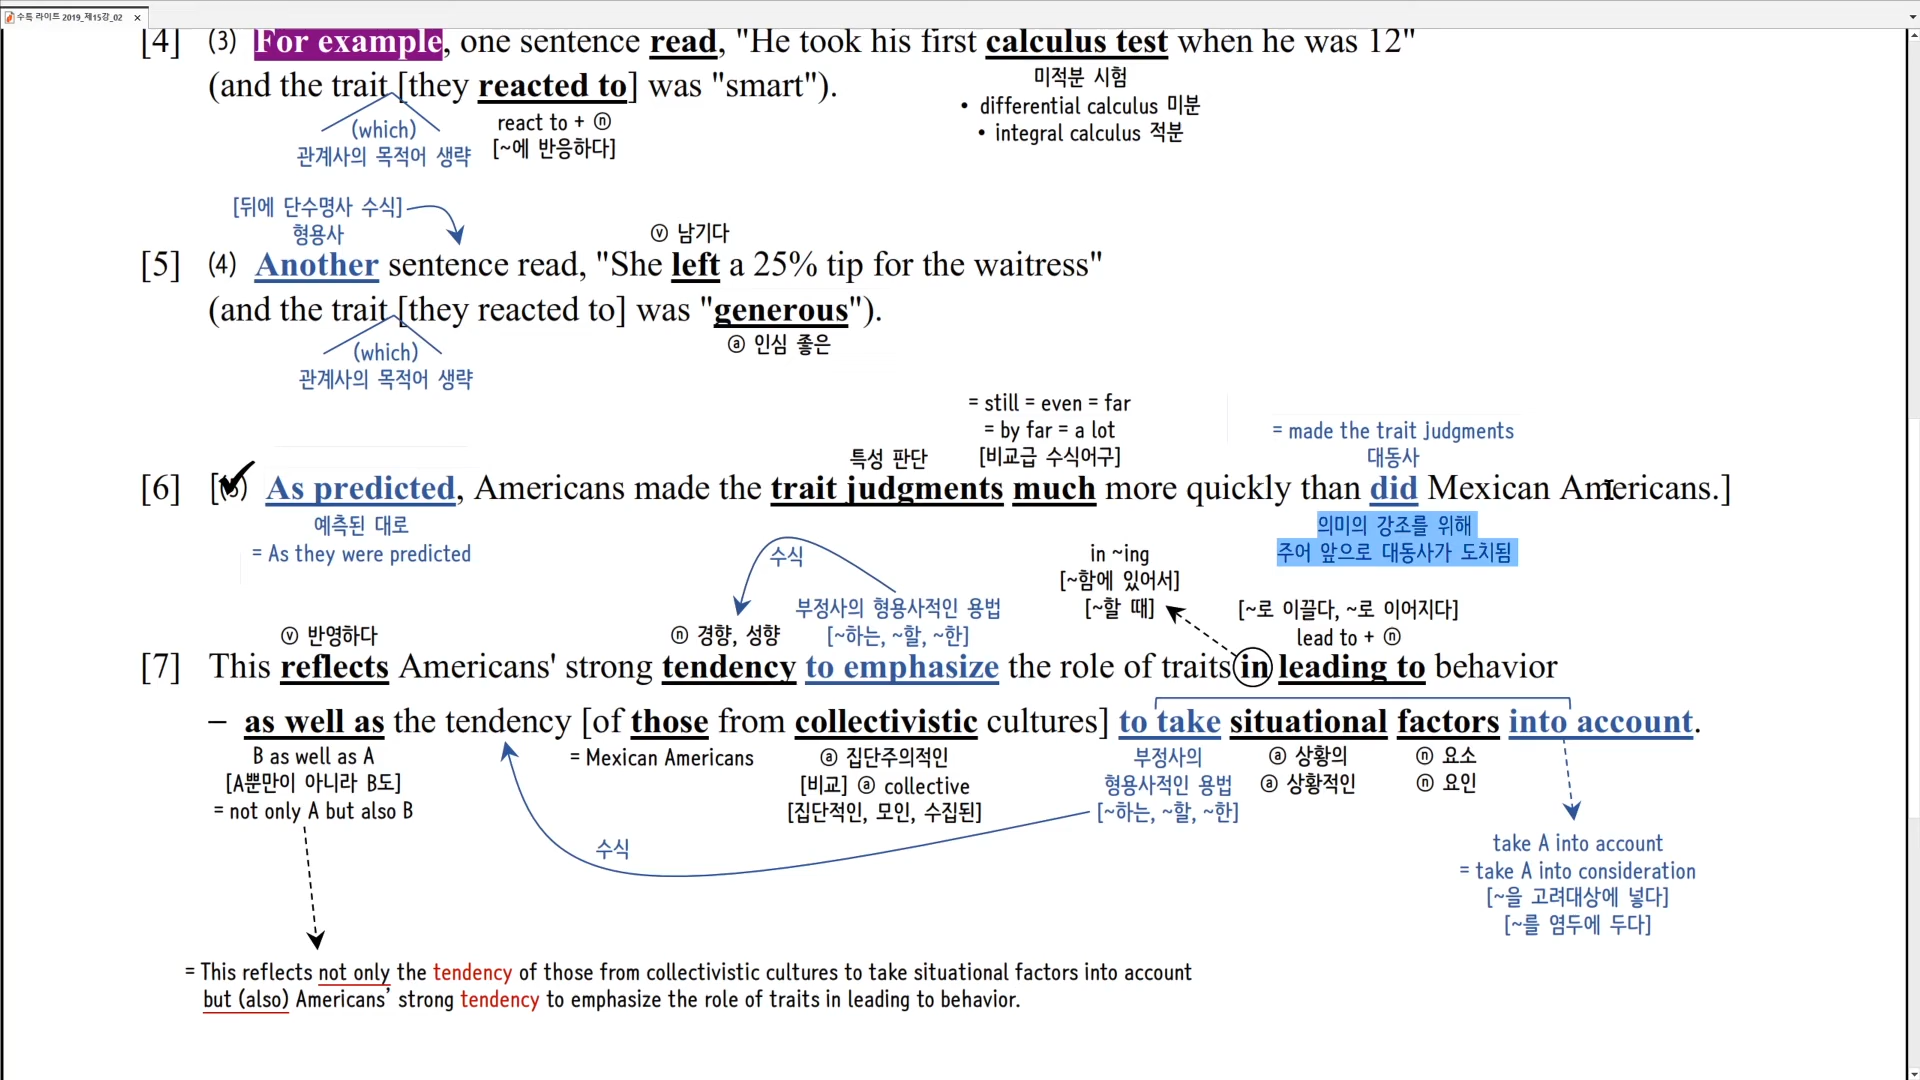 수특 라이트 2019_제15강_02
[4] (3) For example, one sentence read, "He took his first calculus test when he was 12"
미적분 시험
(and the trait [they reacted to] was "smart").
• differential calculus 미분
(which)
react to + ⓝ
• integral calculus 적분
관계사의 목적어 생략
[~에 반응하다]
[뒤에 단수명사 수식]
형용사
ⓥ 남기다
[5] (4) Another sentence read, "She left a 25% tip for the waitress"
(and the trait [they reacted to] was "generous").
(which)
ⓐ 인심 좋은
관계사의 목적어 생략
= still = even = far
= by far = a lot
= made the trait judgments
특성 판단
[비교급 수식어구]
대동사
[6] [(5) As predicted, Americans made the trait judgments much more quickly than did Mexican Americans.]
예측된 대로
의미의 강조를 위해
= As they were predicted
주어 앞으로 대동사가 도치됨
수식
in ~ing
[~함에 있어서]
부정사의 형용사적인 용법
[~할 때]
[~로 이끌다, ~로 이어지다]
ⓥ 반영하다
ⓝ 경향, 성향
[~하는, ~할, ~한]
lead to + ⓝ
[7] This reflects Americans' strong tendency to emphasize the role of traits in leading to behavior
– as well as the tendency [of those from collectivistic cultures] to take situational factors into account.
B as well as A
= Mexican Americans
ⓐ 집단주의적인
부정사의
ⓐ 상황의
ⓝ 요소
[A뿐만이 아니라 B도]
[비교] ⓐ collective
형용사적인 용법
ⓐ 상황적인
ⓝ 요인
= not only A but also B
[집단적인, 모인, 수집된]
[~하는, ~할, ~한]
수식
take A into account
= take A into consideration
[~을 고려대상에 넣다]
[~를 염두에 두다]
= This reflects not only the tendency of those from collectivistic cultures to take situational factors into account
but (also) Americans' strong tendency to emphasize the role of traits in leading to behavior.